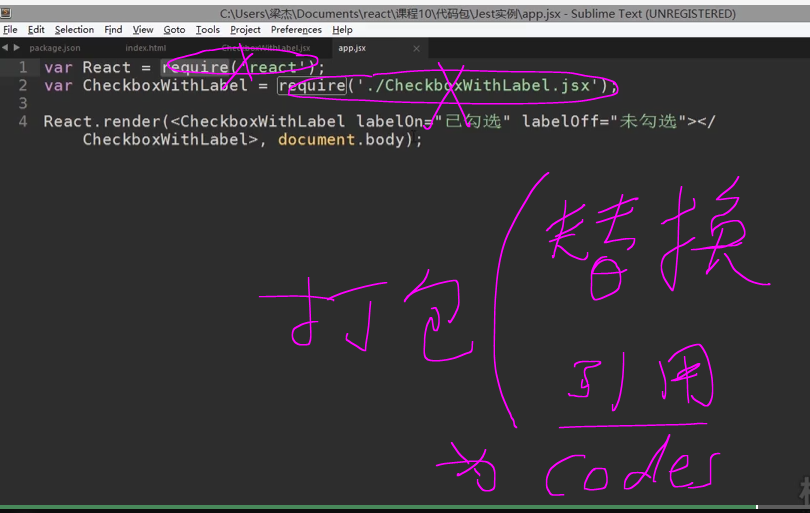 C:\Users\梁杰\Documents\react\课程10\代码包\Jest实例\app.jsx - Sublime Text (UNREGISTERED)
File Edit Selection Find View Goto Tools Project Preferences Help
package.json index.html CheckboxWithLabel.jsx app.jsx
1 var React = require('react');
2 var CheckboxWithLabel = require('./CheckboxWithLabel.jsx');
3
4 React.render(<CheckboxWithLabel labelOn="已勾选" labelOff="未勾选"></
CheckboxWithLabel>, document.body);
替换
打包
引用
为 codes